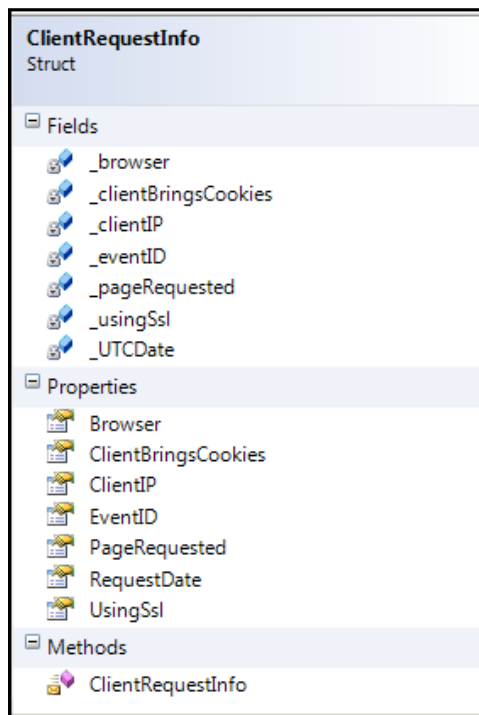 ClientRequestInfo
Struct
Fields
_browser
_clientBringsCookies
_clientIP
_eventID
_pageRequested
_usingSsl
_UTCDate
Properties
Browser
ClientBringsCookies
ClientIP
EventID
PageRequested
RequestDate
UsingSsl
Methods
ClientRequestInfo